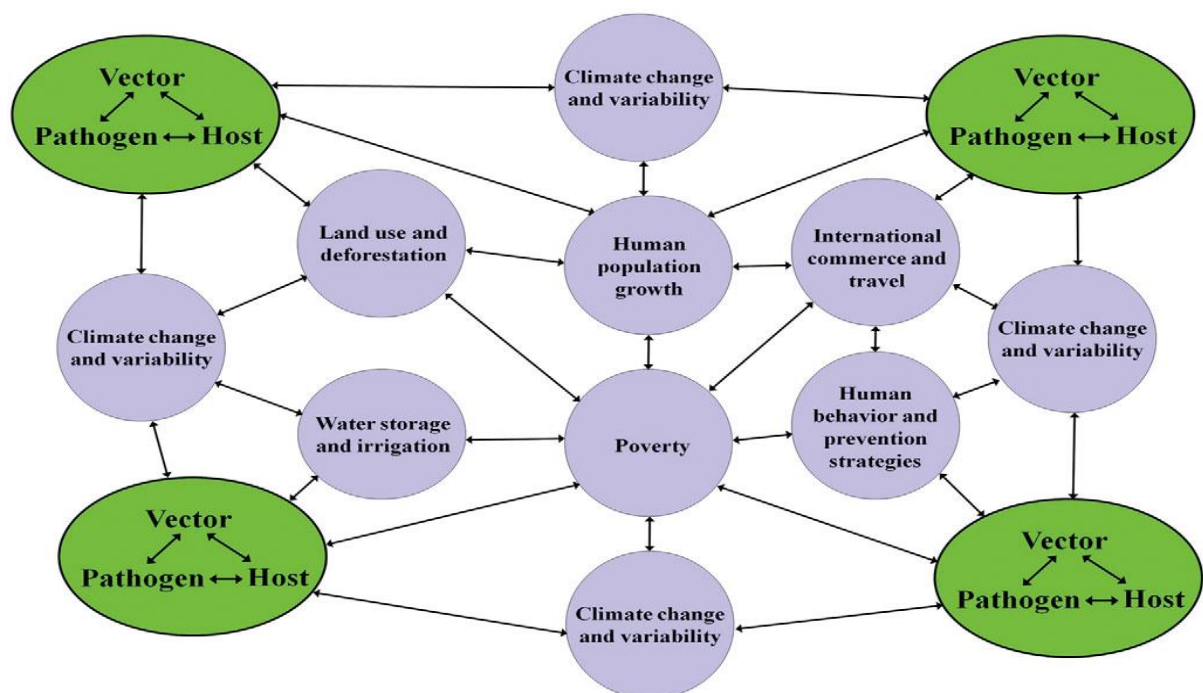 Vector
Pathogen Host
Climate change
and variability
Vector
Pathogen Host
Land use and
deforestation
Human
population
growth
International
commerce and
travel
Climate change
and variability
Climate change
and variability
Water storage
and irrigation
Poverty
Human
behavior and
prevention
strategies
Vector
Pathogen Host
Climate change
and variability
Vector
Pathogen Host